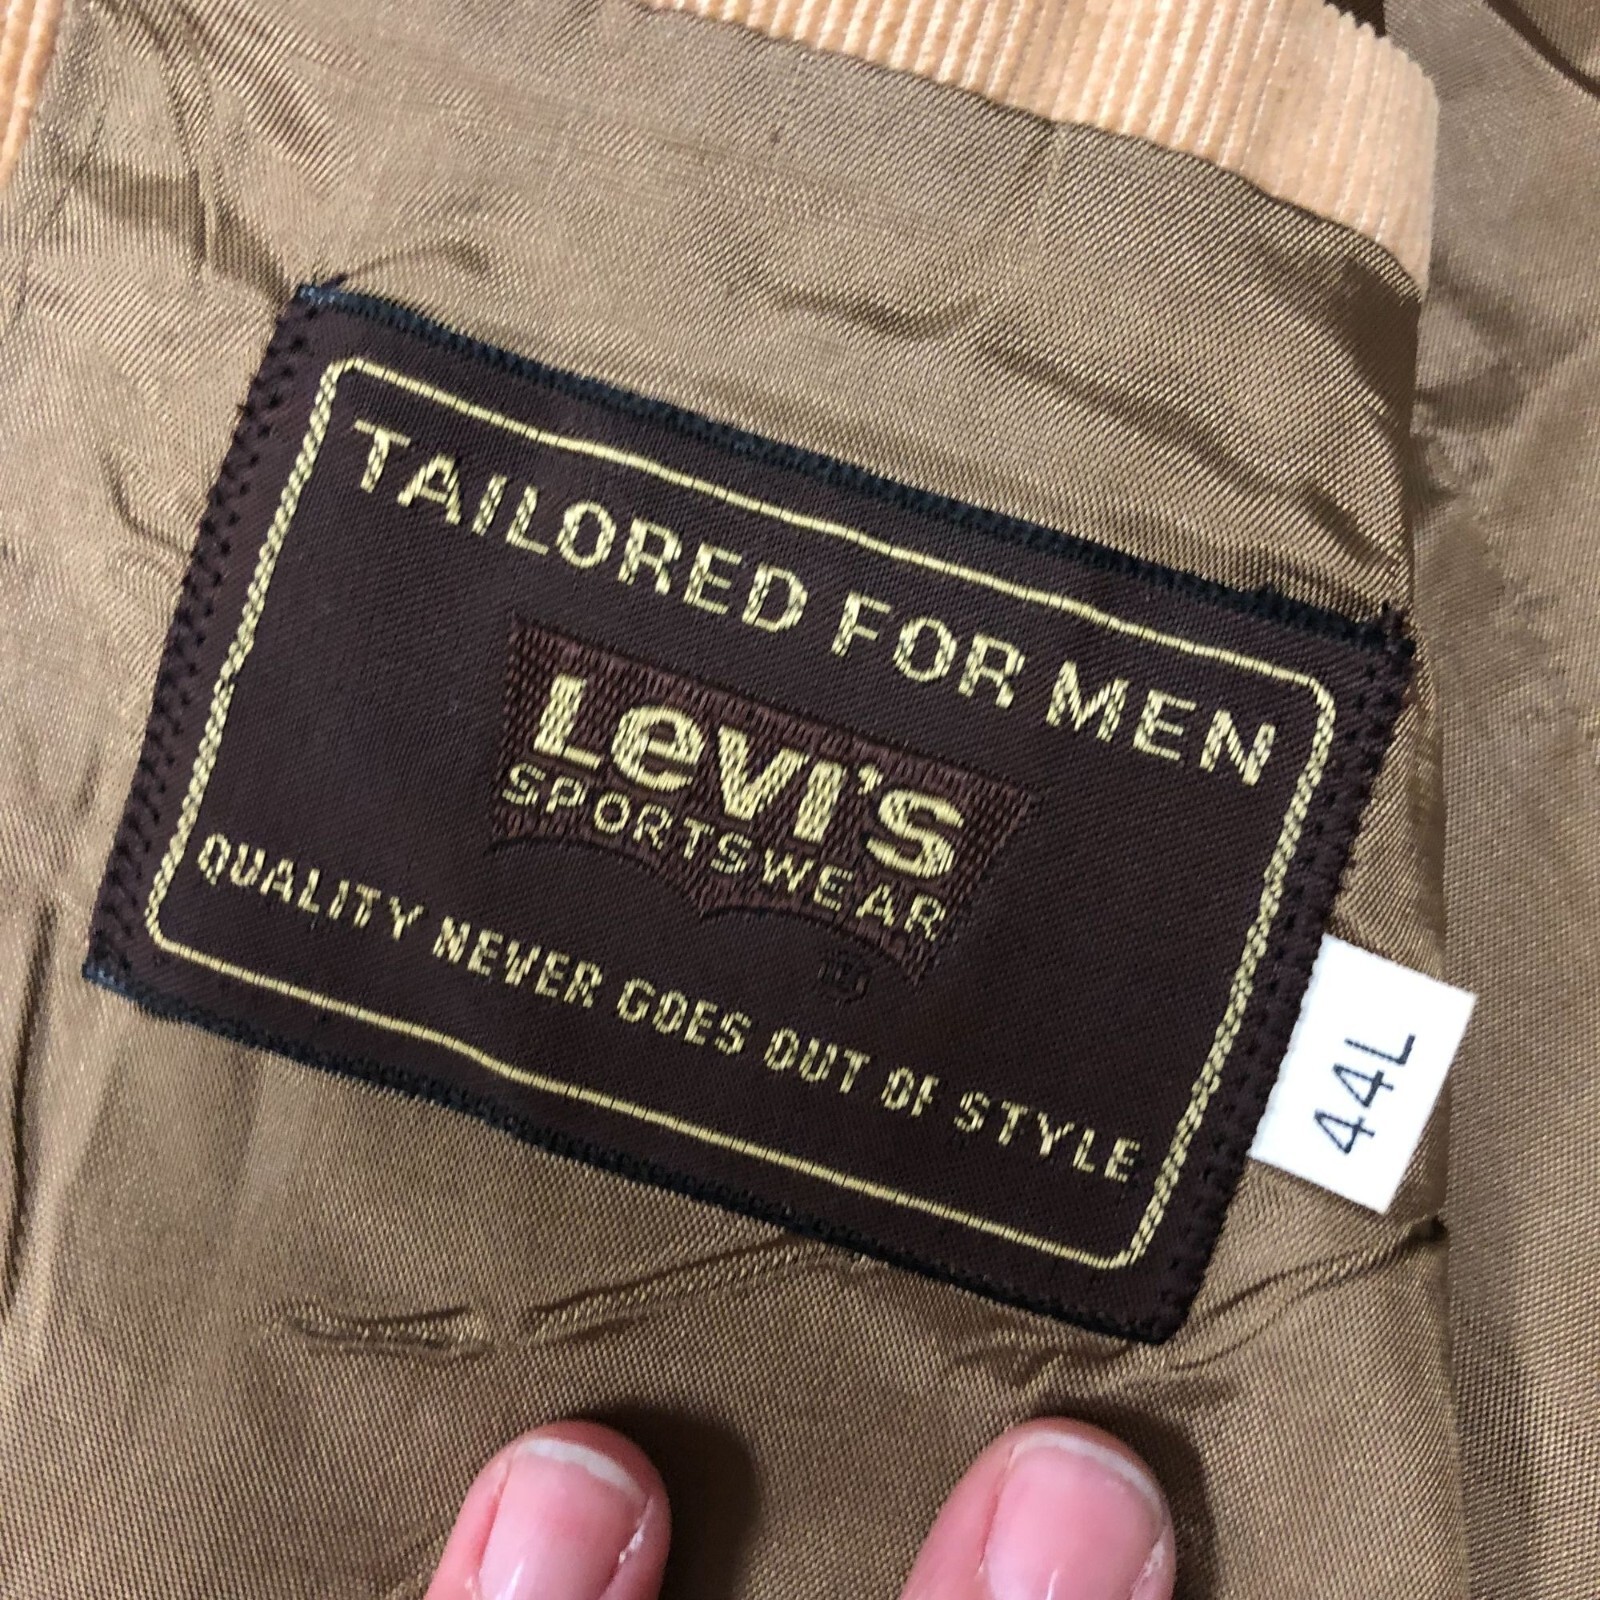 TAILORED FOR MEN
Levi's
SPORTSWEAR
®
QUALITY NEVER GOES OUT OF STYLE
44L